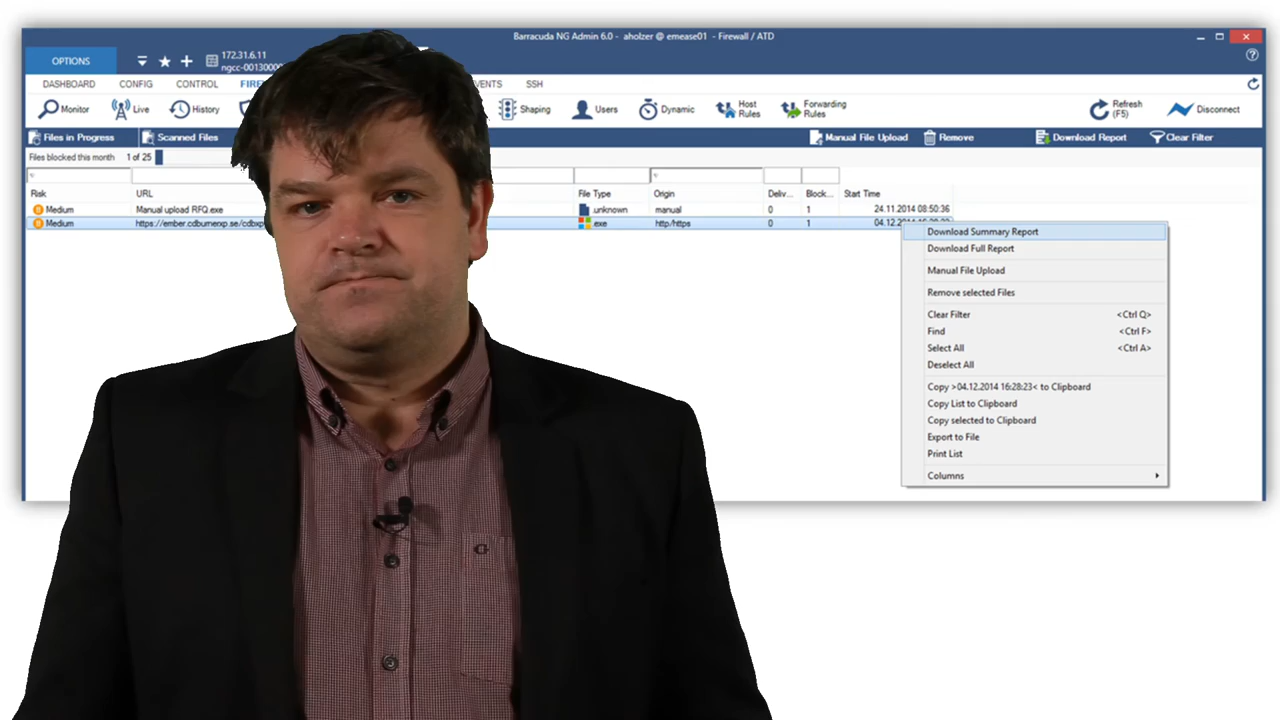 Barracuda NG Admin 6.0 - aholzer @ emease01 - Firewall / ATD
OPTIONS
172.31.6.11
DASHBOARD CONFIG CONTROL SSH
Monitor Live History Shaping Users Dynamic Host Rules Forwarding Rules Refresh (F5) Disconnect
Files in Progress Scanned Files Manual File Upload Remove Download Report Clear Filter
Files blocked this month 1 of 25
Risk URL File Type Origin Deliv... Block... Start Time
Medium Manual upload RFQ.exe .unknown manual 0 1 24.11.2014 08:50:36
Medium .exe http/https 0 1
Download Summary Report
Download Full Report
Manual File Upload
Remove selected Files
Clear Filter <Ctrl Q>
Find <Ctrl F>
Select All <Ctrl A>
Deselect All
Copy >04.12.2014 16:28:23< to Clipboard
Copy List to Clipboard
Copy selected to Clipboard
Export to File
Print List
Columns